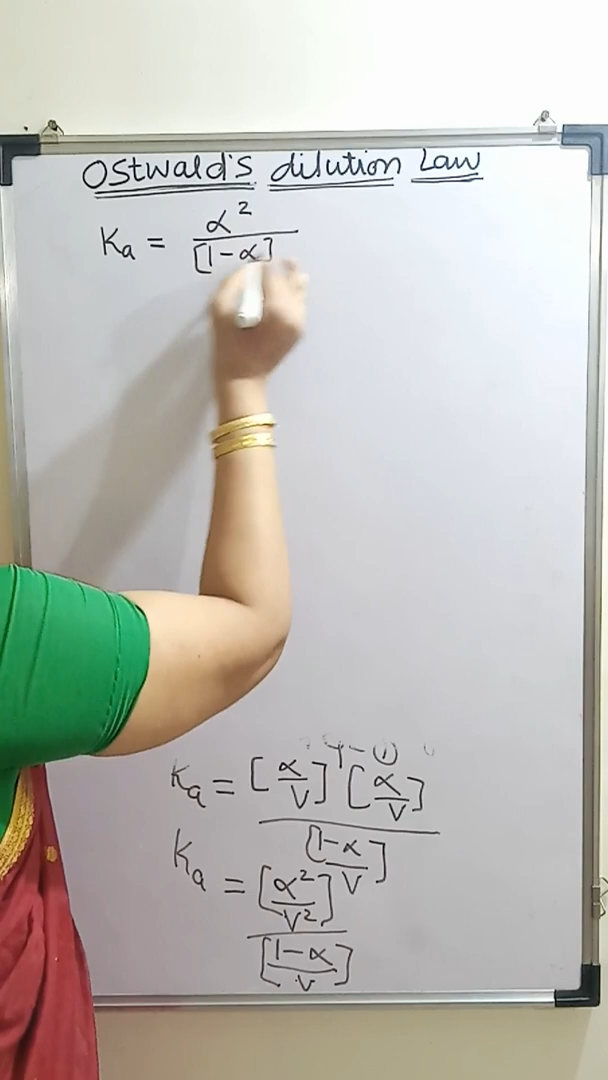 Ostwald's dilution Law
Ka = α² / [1-α]
Ka = [α/V] [α/V] / [1-α/V]
Ka = [α²/V²] / [1-α/V]